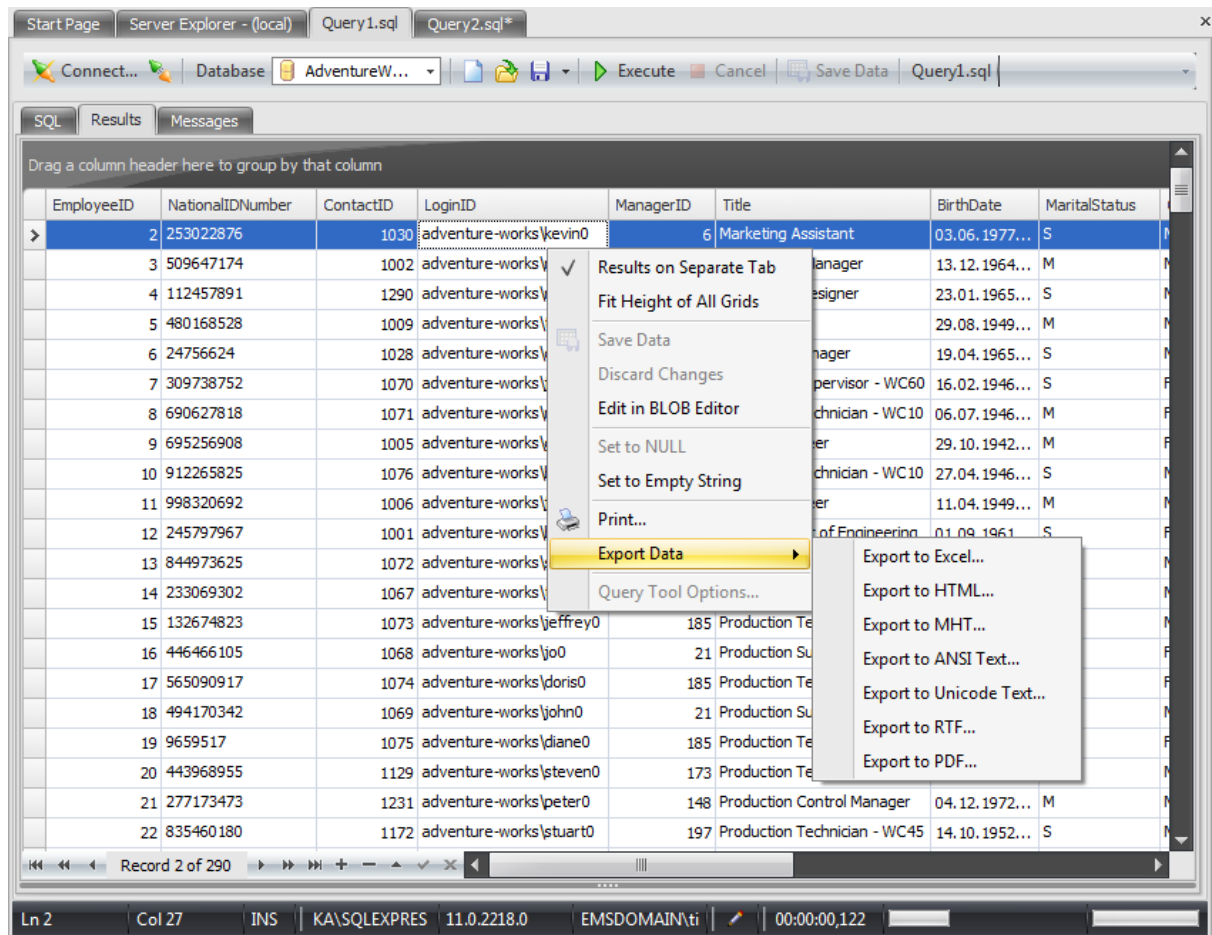 Start Page Server Explorer - (local) Query1.sql Query2.sql*
Connect... Database AdventureW... Execute Cancel Save Data Query1.sql
SQL Results Messages
Drag a column header here to group by that column
EmployeeID NationalIDNumber ContactID LoginID ManagerID Title BirthDate MaritalStatus
2 253022876 1030 adventure-works\kevin0 6 Marketing Assistant 03.06.1977... S
3 509647174 1002 adventure-works\ Manager 13.12.1964... M
4 112457891 1290 adventure-works\ esigner 23.01.1965... S
5 480168528 1009 adventure-works\ 29.08.1949... M
6 24756624 1028 adventure-works\ nager 19.04.1965... S
7 309738752 1070 adventure-works\ pervisor - WC60 16.02.1946... S
8 690627818 1071 adventure-works\ chnician - WC10 06.07.1946... M
9 695256908 1005 adventure-works\ er 29.10.1942... M
10 912265825 1076 adventure-works\ chnician - WC10 27.04.1946... S
11 998320692 1006 adventure-works\ er 11.04.1949... M
12 245797967 1001 adventure-works\ of Engineering 01.09.1961 S
13 844973625 1072 adventure-works\
14 233069302 1067 adventure-works\
15 132674823 1073 adventure-works\jeffrey0 185 Production Te
16 446466105 1068 adventure-works\jo0 21 Production Su
17 565090917 1074 adventure-works\doris0 185 Production Te
18 494170342 1069 adventure-works\john0 21 Production Su
19 9659517 1075 adventure-works\diane0 185 Production Te
20 443968955 1129 adventure-works\steven0 173 Production Te
21 277173473 1231 adventure-works\peter0 148 Production Control Manager 04.12.1972... M
22 835460180 1172 adventure-works\stuart0 197 Production Technician - WC45 14.10.1952... S
Results on Separate Tab
Fit Height of All Grids
Save Data
Discard Changes
Edit in BLOB Editor
Set to NULL
Set to Empty String
Print...
Export Data
Query Tool Options...
Export to Excel...
Export to HTML...
Export to MHT...
Export to ANSI Text...
Export to Unicode Text...
Export to RTF...
Export to PDF...
Record 2 of 290
Ln 2 Col 27 INS KA\SQLEXPRES 11.0.2218.0 EMSDOMAIN\ti 00:00:00,122